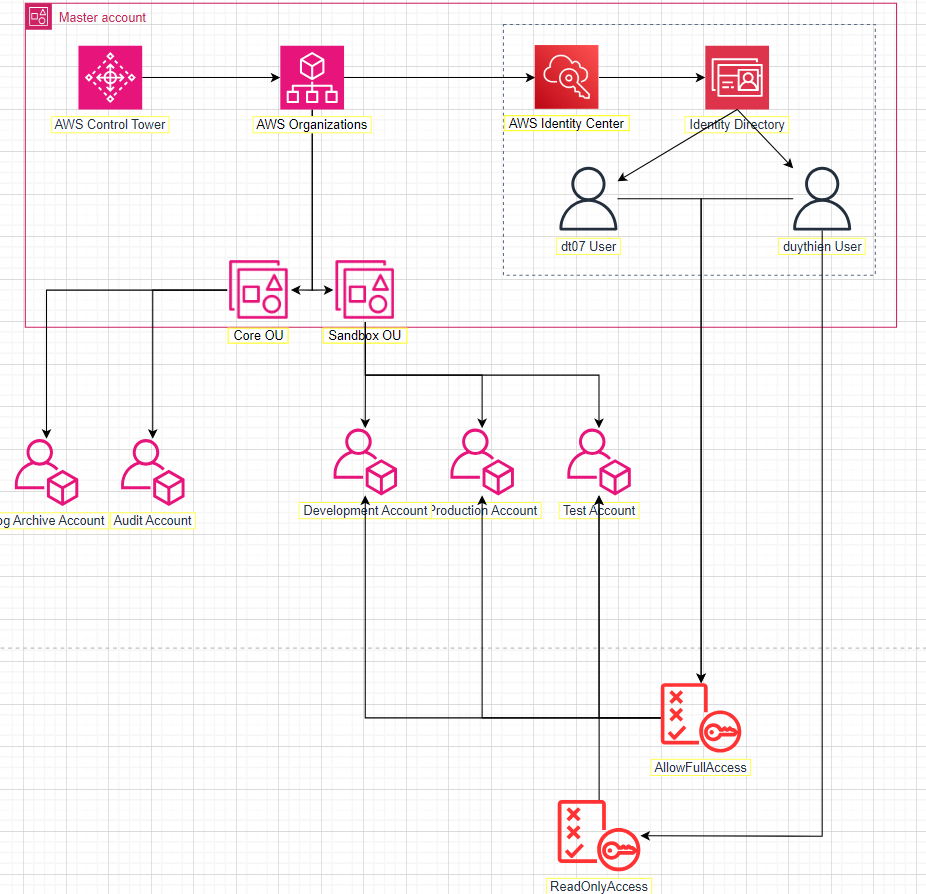 Master account
AWS Control Tower
AWS Organizations
AWS Identity Center
Identity Directory
dt07 User
duythien User
Core OU
Sandbox OU
Archive Account
Audit Account
Development Account
Production Account
Test Account
AllowFullAccess
ReadOnlyAccess